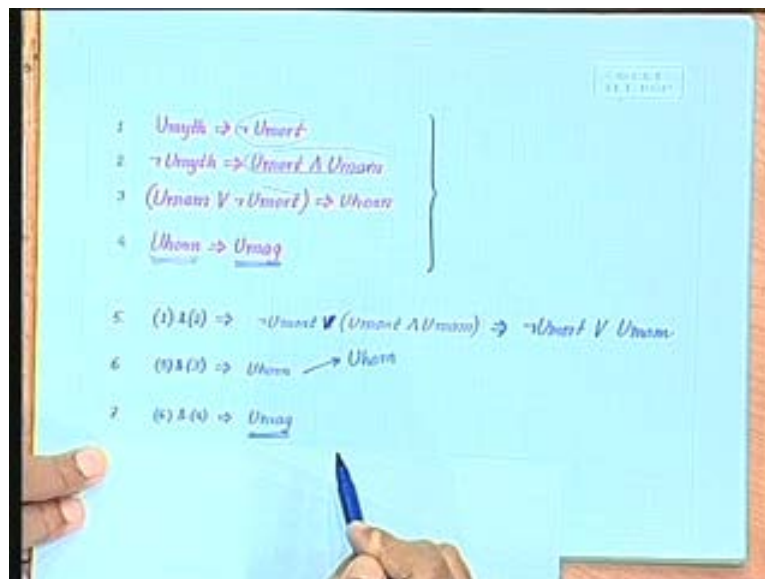 1 Umyth ⇒ ¬Umort
2 ¬Umyth ⇒ Umort Λ Umam
3 (Umam V ¬Umort) ⇒ Uhorn
4 Uhorn ⇒ Umag
5 (1)&(2) ⇒ ¬Umort V (Umort Λ Umam) ⇒ ¬Umort V Umam
6 (5)&(3) ⇒ Uhorn → Uhorn
7 (6)&(4) ⇒ Umag